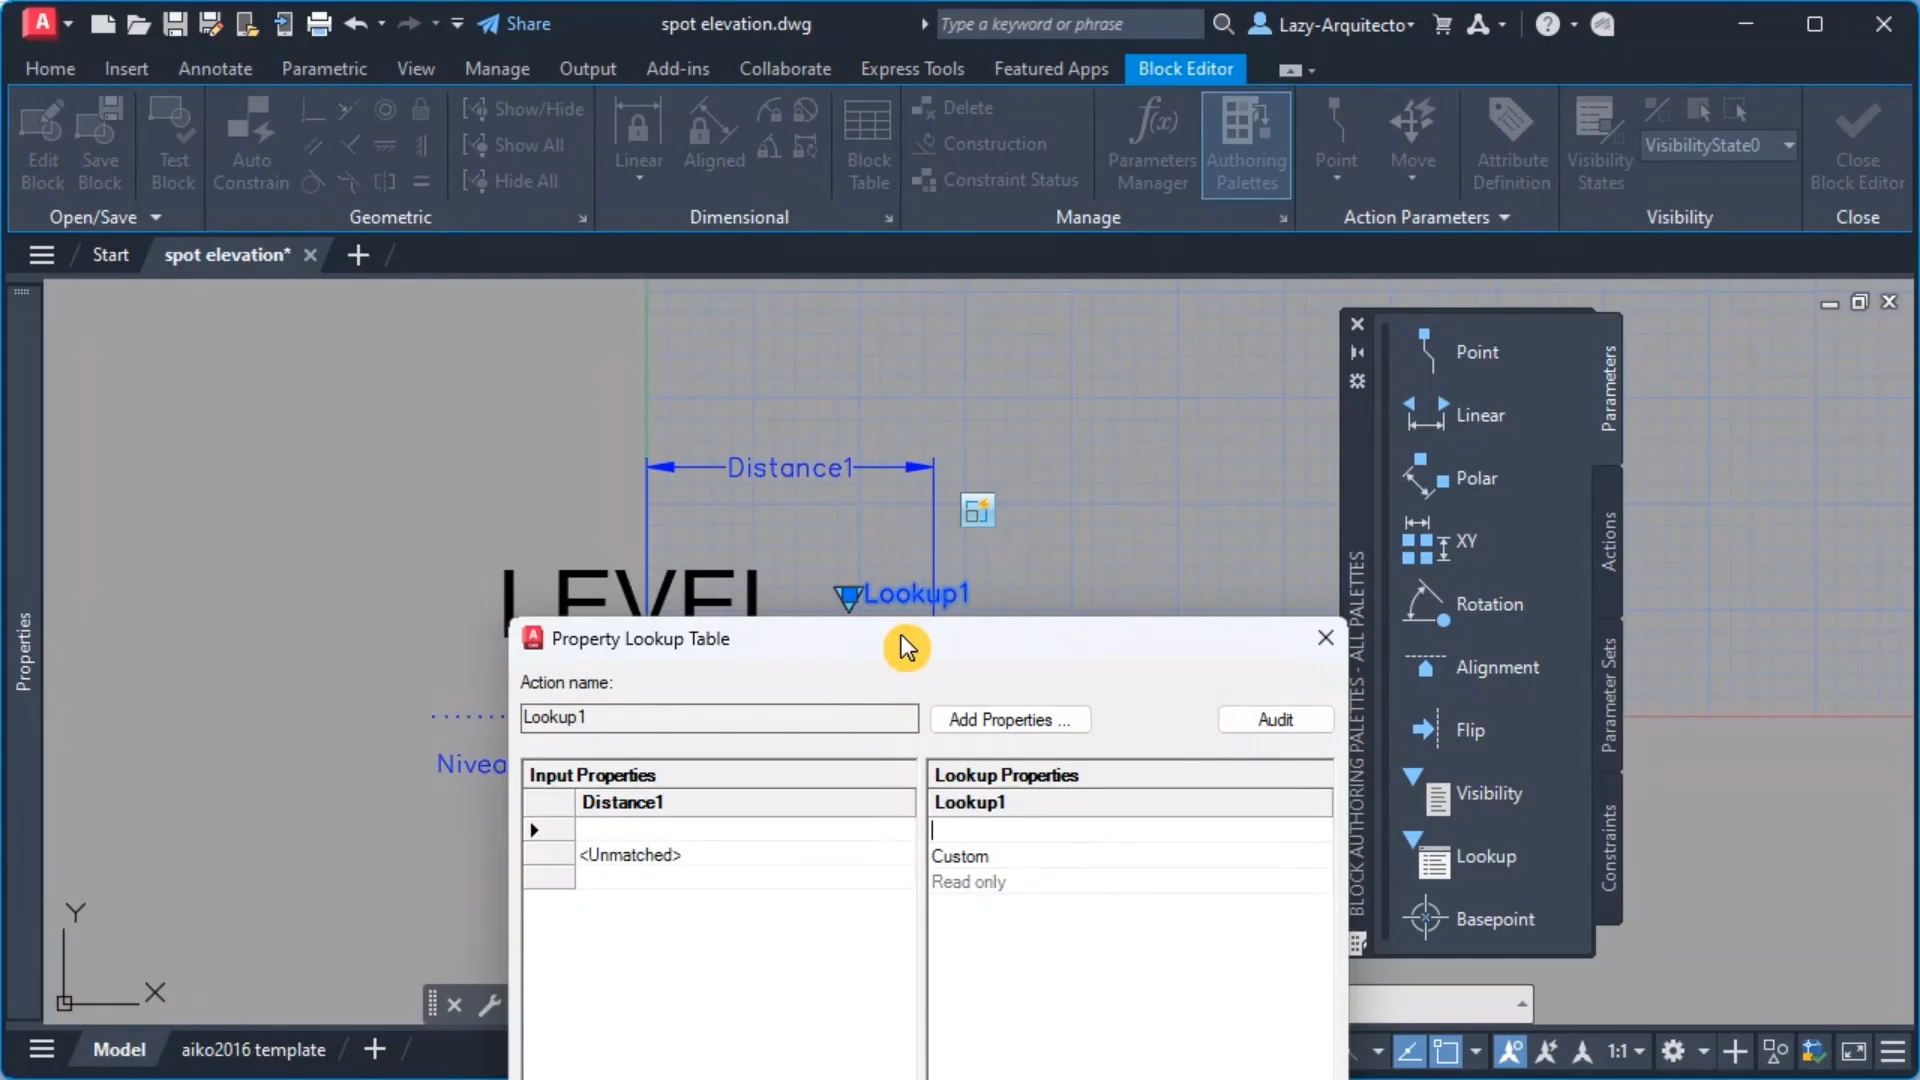 Share
spot elevation.dwg
Type a keyword or phrase
Lazy-Arquitecto
Home
Insert
Annotate
Parametric
View
Manage
Output
Add-ins
Collaborate
Express Tools
Featured Apps
Block Editor
Edit Block
Save Block
Test Block
Auto Constrain
Show/Hide
Show All
Hide All
Linear
Aligned
Block Table
Delete
Construction
Constraint Status
Parameters Manager
Authoring Palettes
Point
Move
Attribute Definition
Visibility States
VisibilityState0
Close Block Editor
Open/Save
Geometric
Dimensional
Manage
Action Parameters
Visibility
Close
Start
spot elevation*
Properties
Distance1
LEVEL
Lookup1
Nivea
Y
X
Property Lookup Table
Action name:
Lookup1
Add Properties ...
Audit
Input Properties
Lookup Properties
Distance1
Lookup1
<Unmatched>
Custom
Read only
BLOCK AUTHORING PALETTES - ALL PALETTES
Point
Linear
Polar
XY
Rotation
Alignment
Flip
Visibility
Lookup
Basepoint
Parameters
Actions
Parameter Sets
Constraints
Model
aiko2016 template
1:1